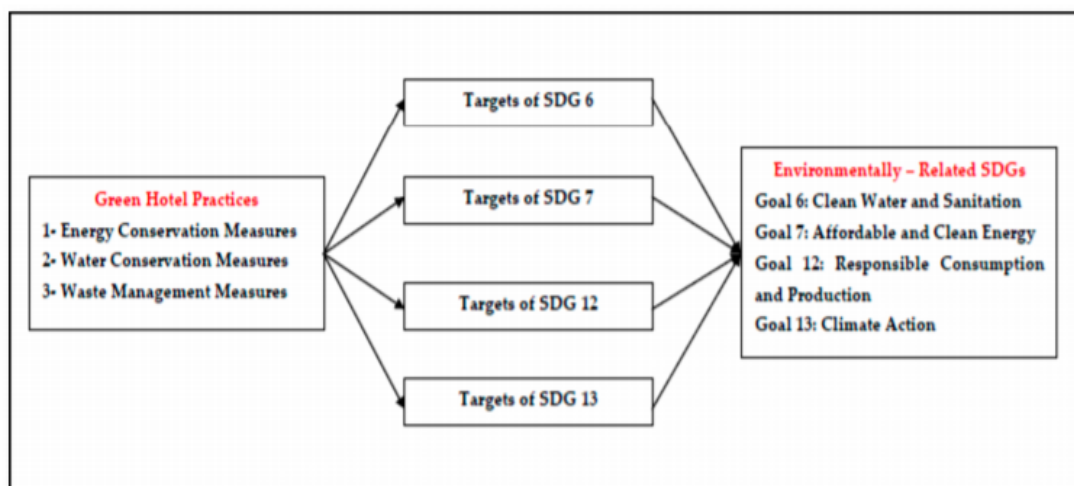 Targets of SDG 6
Green Hotel Practices
1- Energy Conservation Measures
2- Water Conservation Measures
3- Waste Management Measures
Targets of SDG 7
Targets of SDG 12
Targets of SDG 13
Environmentally – Related SDGs
Goal 6: Clean Water and Sanitation
Goal 7: Affordable and Clean Energy
Goal 12: Responsible Consumption
and Production
Goal 13: Climate Action